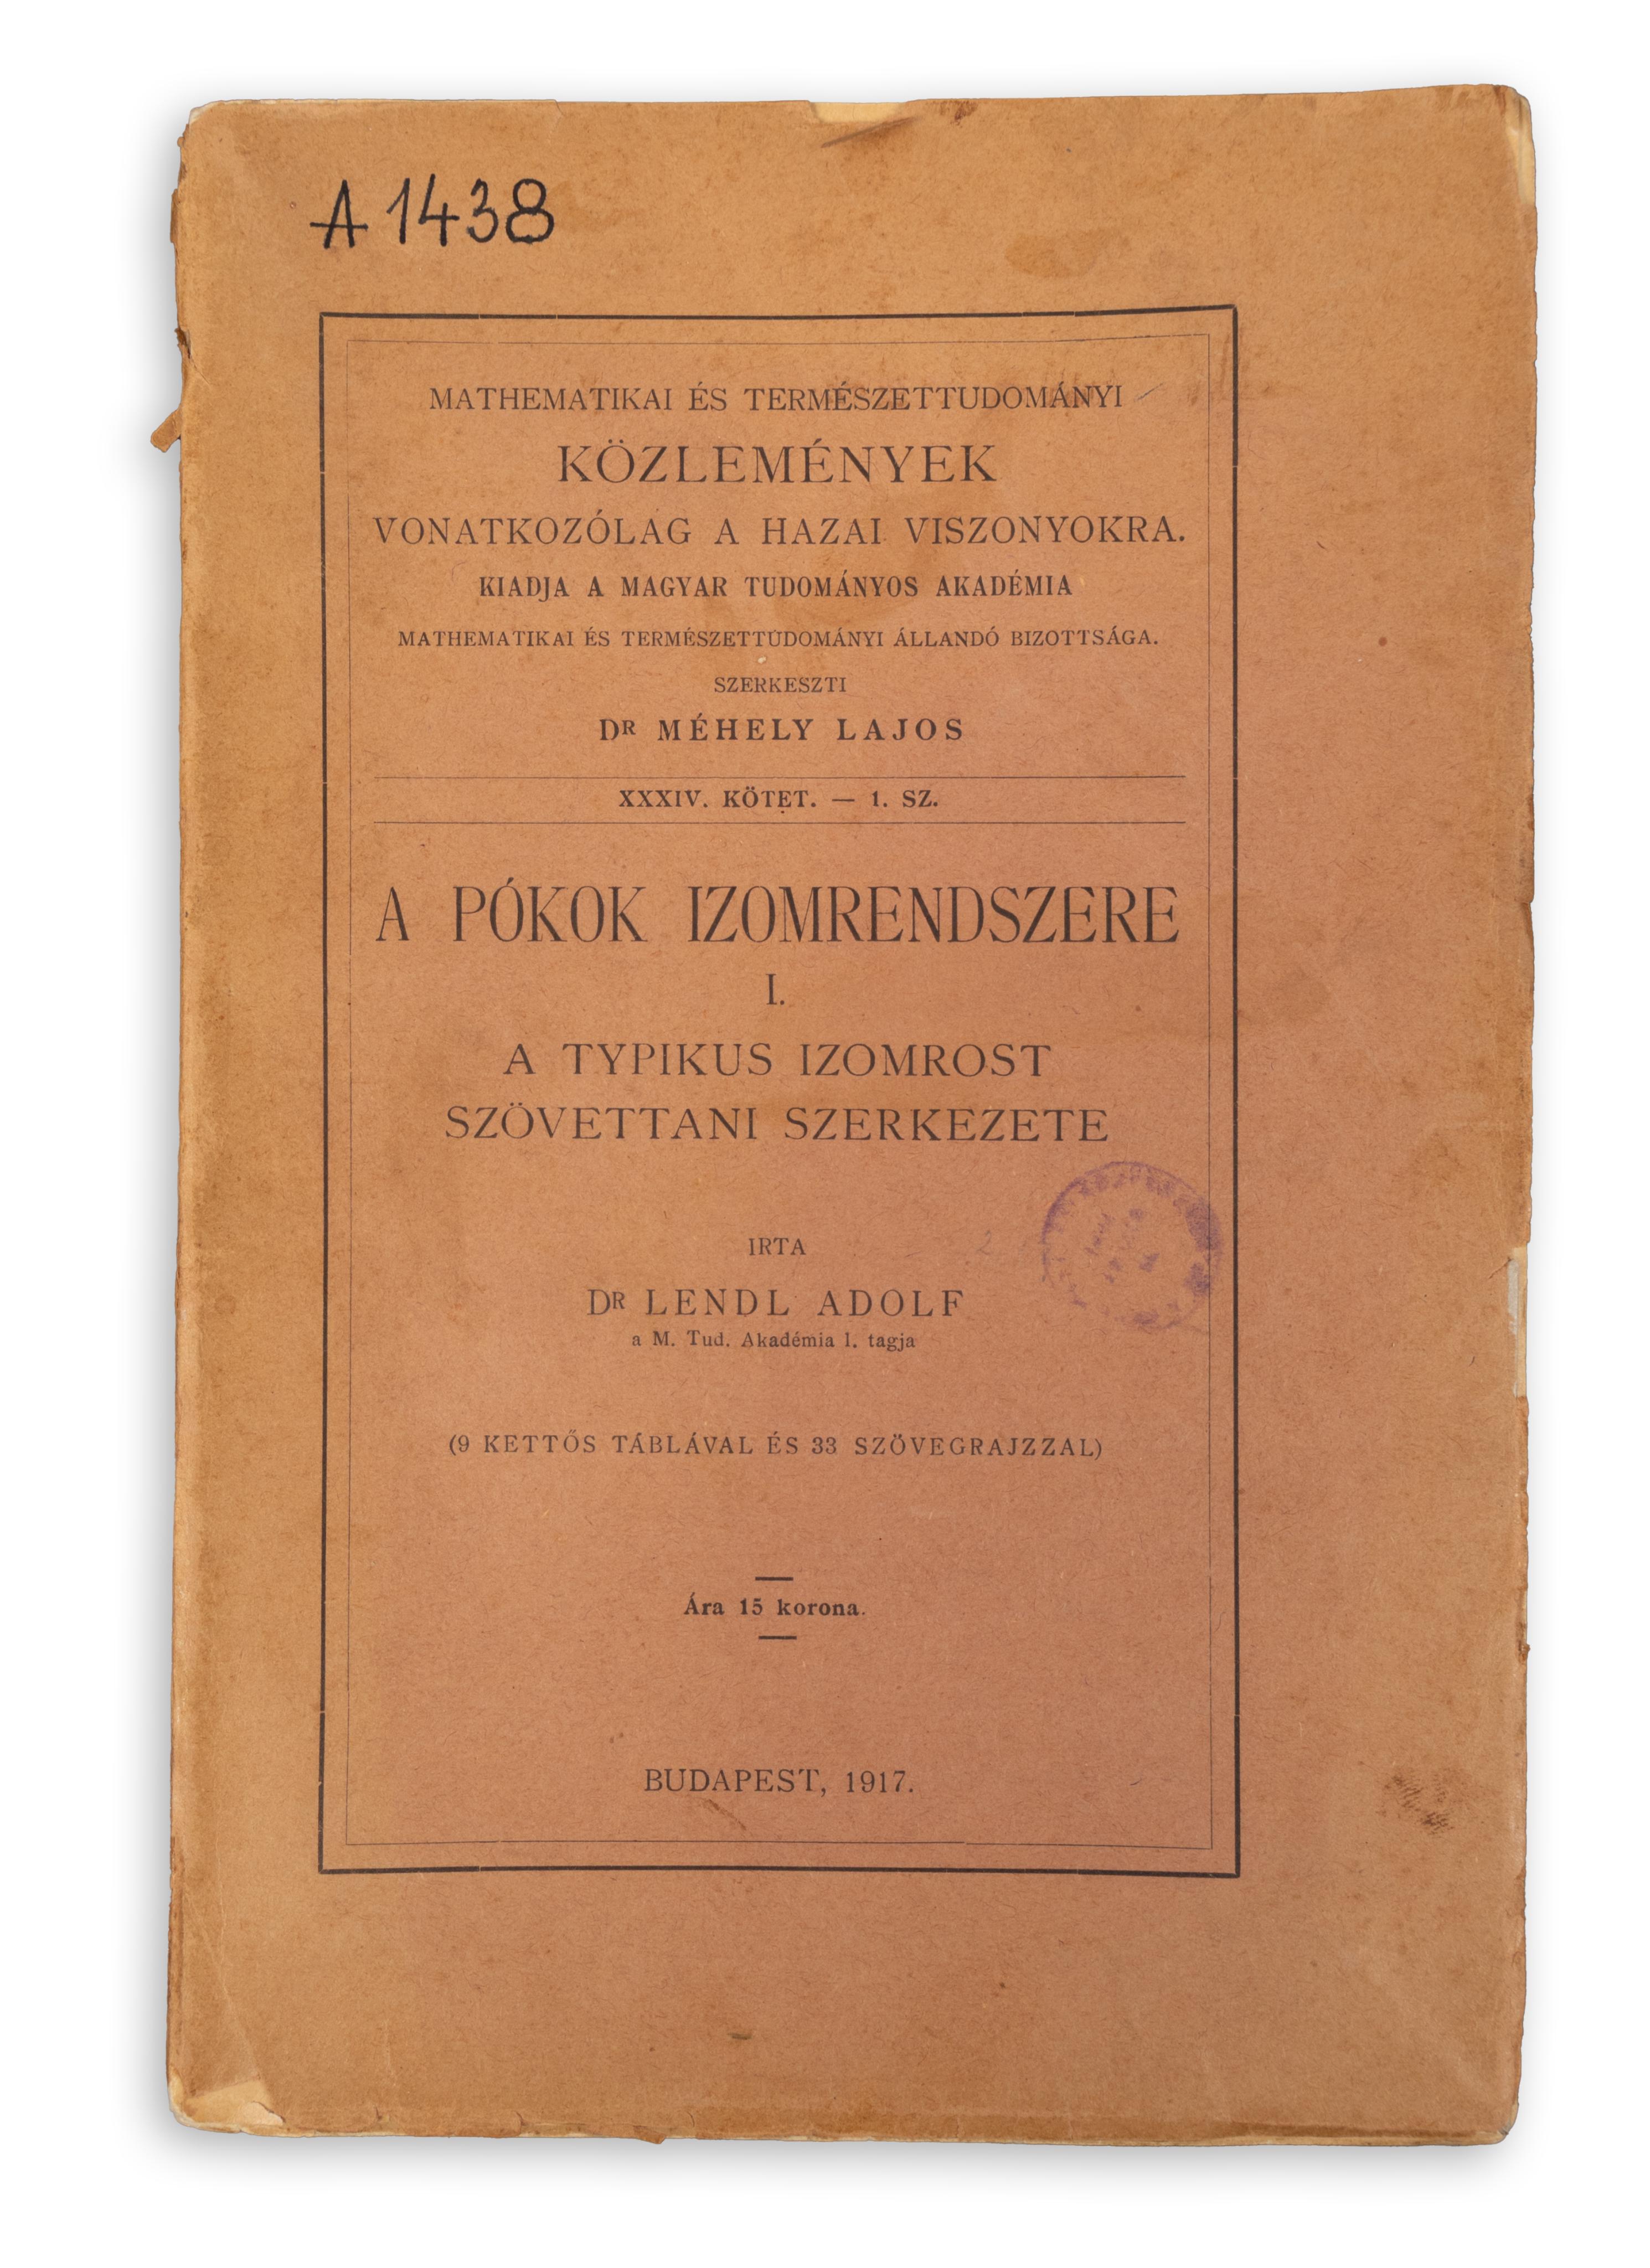 A 1438
MATHEMATIKAI ÉS TERMÉSZETTUDOMÁNYI
KÖZLEMÉNYEK
VONATKOZÓLAG A HAZAI VISZONYOKRA.
KIADJA A MAGYAR TUDOMÁNYOS AKADÉMIA
MATHEMATIKAI ÉS TERMÉSZETTUDOMÁNYI ÁLLANDÓ BIZOTTSÁGA.
SZERKESZTI
DR MÉHELY LAJOS
XXXIV. KÖTET. — 1. SZ.
A PÓKOK IZOMRENDSZERE
I.
A TYPIKUS IZOMROST
SZÖVETTANI SZERKEZETE
IRTA
DR LENDL ADOLF
a M. Tud. Akadémia l. tagja
(9 KETTŐS TÁBLÁVAL ÉS 33 SZÖVEGRAJZZAL)
Ára 15 korona.
BUDAPEST, 1917.